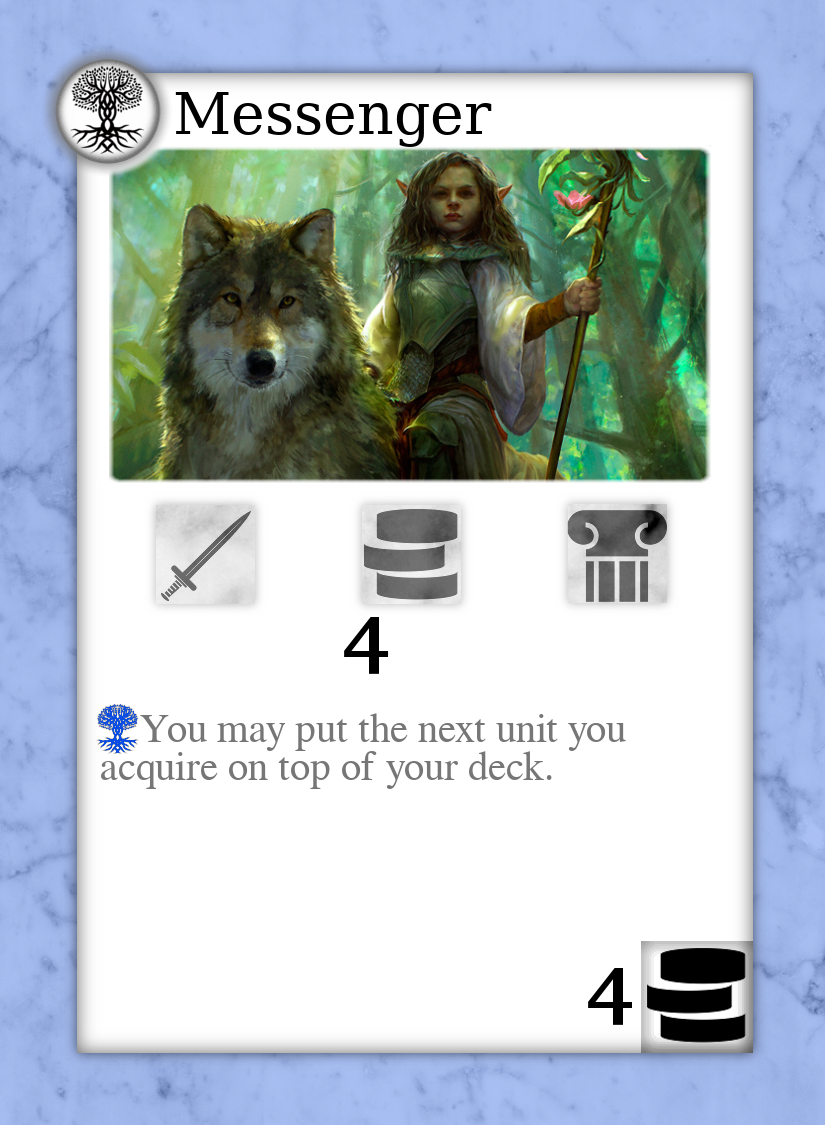 Messenger
4
You may put the next unit you
acquire on top of your deck.
4